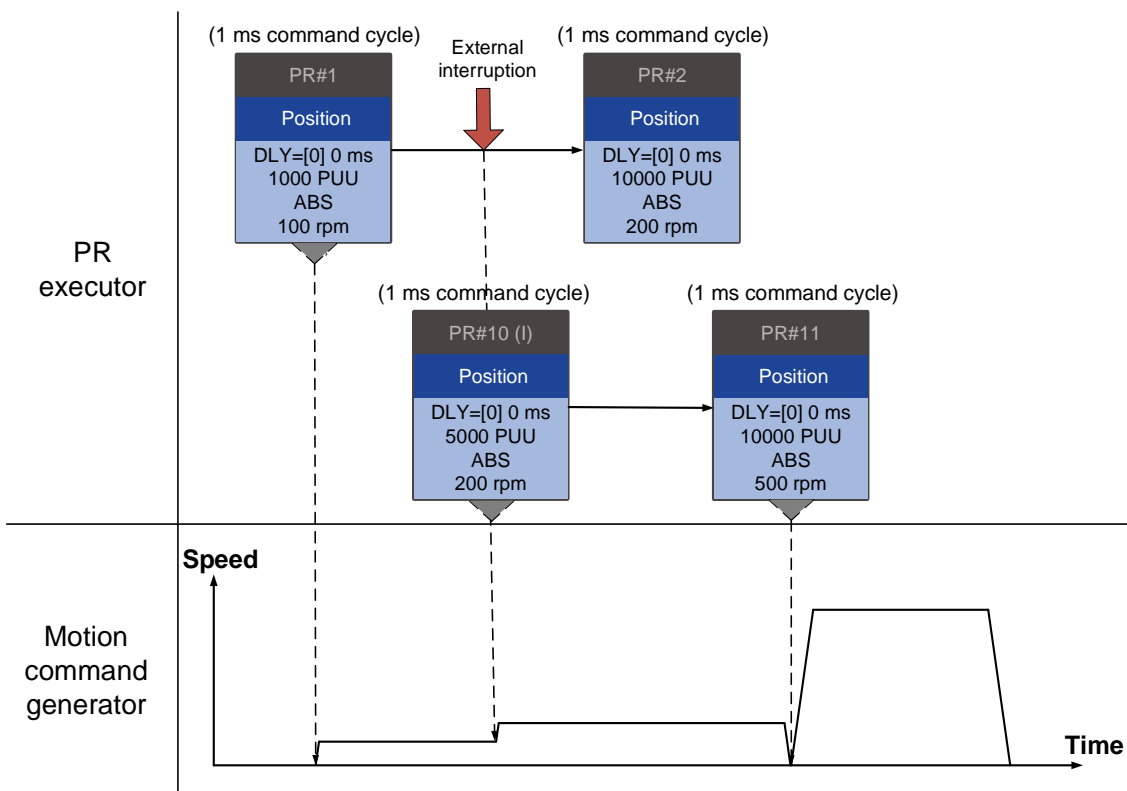 (1 ms command cycle)
External
interruption
(1 ms command cycle)
PR#1
Position
DLY=[0] 0 ms
1000 PUU
ABS
100 rpm
PR#2
Position
DLY=[0] 0 ms
10000 PUU
ABS
200 rpm
PR
executor
(1 ms command cycle)
PR#10 (I)
Position
DLY=[0] 0 ms
5000 PUU
ABS
200 rpm
(1 ms command cycle)
PR#11
Position
DLY=[0] 0 ms
10000 PUU
ABS
500 rpm
Motion
command
generator
Speed
Time